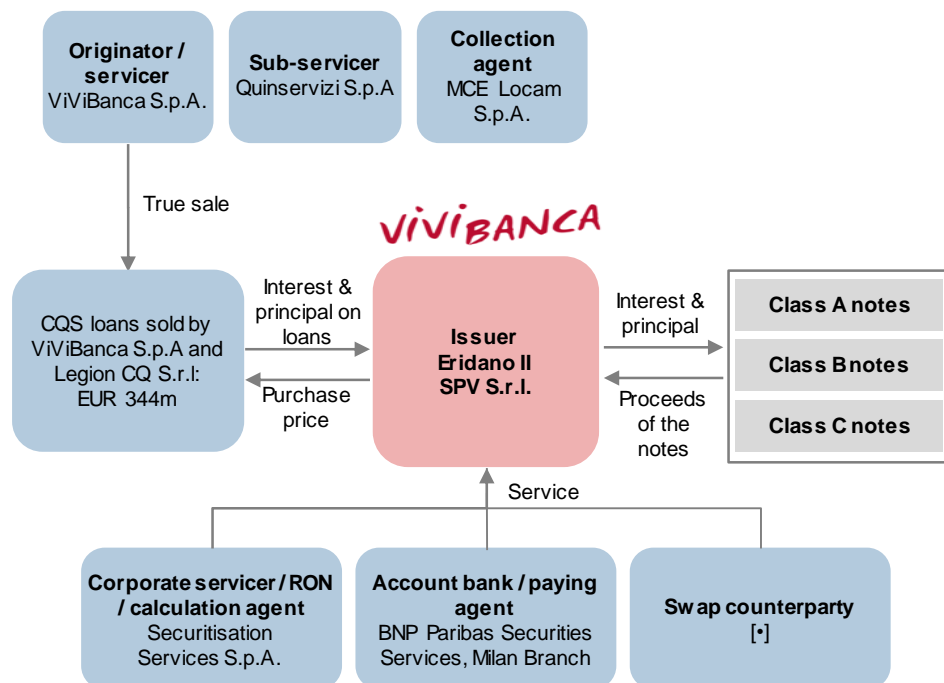 Originator /
servicer
ViViBanca S.p.A.
Sub-servicer
Quinservizi S.p.A
Collection
agent
MCE Locam
S.p.A.
True sale
ViViBANCA
CQS loans sold by
ViViBanca S.p.A and
Legion CQ S.r.l:
EUR 344m
Interest &
principal on
loans
Purchase
price
Issuer
Eridano II
SPV S.r.l.
Interest &
principal
Proceeds
of the
notes
Class A notes
Class B notes
Class C notes
Service
Corporate servicer / RON
/ calculation agent
Securitisation
Services S.p.A.
Account bank / paying
agent
BNP Paribas Securities
Services, Milan Branch
Swap counterparty
[•]